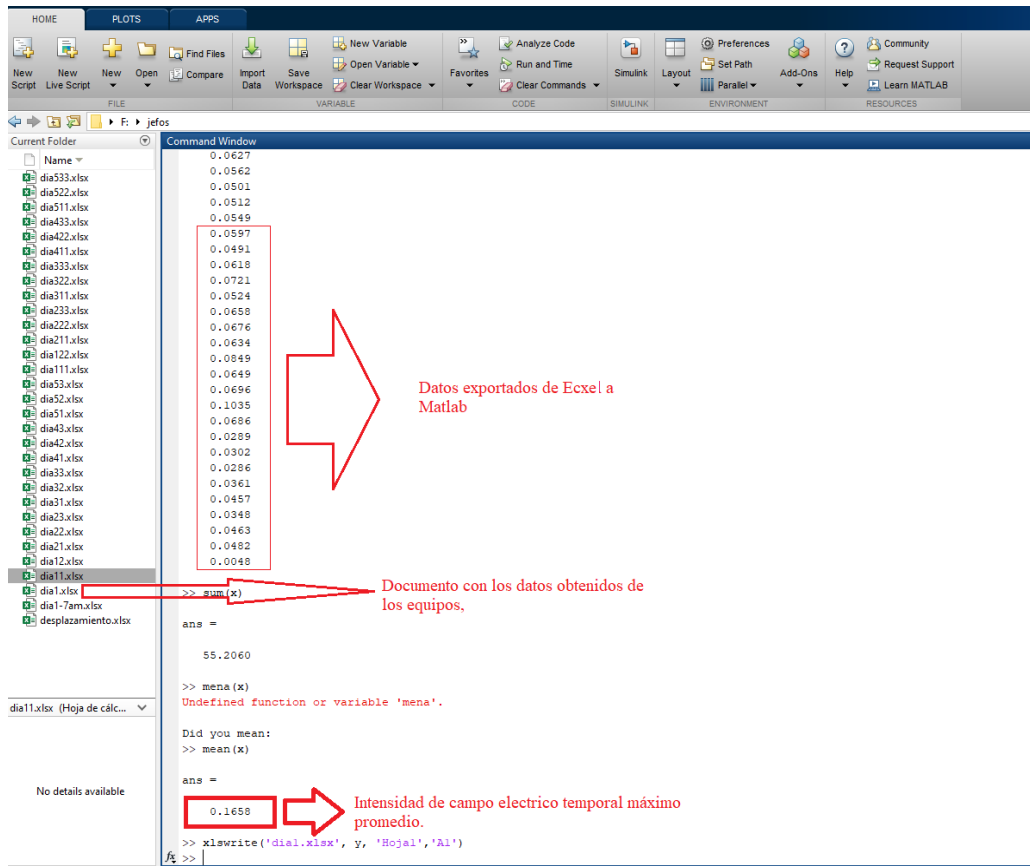 HOME PLOTS APPS
New Script
New Live Script
New
Open
Find Files
Compare
Import Data
Save Workspace
New Variable
Open Variable
Clear Workspace
Favorites
Analyze Code
Run and Time
Clear Commands
Simulink
Layout
Preferences
Set Path
Parallel
Add-Ons
Help
Community
Request Support
Learn MATLAB
FILE VARIABLE CODE SIMULINK ENVIRONMENT RESOURCES
F: jefos
Current Folder
Name
dia533.xlsx
dia522.xlsx
dia511.xlsx
dia433.xlsx
dia422.xlsx
dia411.xlsx
dia333.xlsx
dia322.xlsx
dia311.xlsx
dia233.xlsx
dia222.xlsx
dia211.xlsx
dia122.xlsx
dia111.xlsx
dia53.xlsx
dia52.xlsx
dia51.xlsx
dia43.xlsx
dia42.xlsx
dia41.xlsx
dia33.xlsx
dia32.xlsx
dia31.xlsx
dia23.xlsx
dia22.xlsx
dia21.xlsx
dia12.xlsx
dia11.xlsx
dia1.xlsx
dia1-7am.xlsx
desplazamiento.xlsx
dia11.xlsx (Hoja de cálc...
No details available
Command Window
0.0627
0.0562
0.0501
0.0512
0.0549
0.0597
0.0491
0.0618
0.0721
0.0524
0.0658
0.0676
0.0634
0.0849
0.0649
0.0696
0.1035
0.0686
0.0289
0.0302
0.0286
0.0361
0.0457
0.0348
0.0463
0.0482
0.0048
Datos exportados de Ecxel a
Matlab
>> sum(x)
Documento con los datos obtenidos de
los equipos,
ans =
55.2060
>> mena(x)
Undefined function or variable 'mena'.
Did you mean:
>> mean(x)
ans =
0.1658
Intensidad de campo electrico temporal máximo
promedio.
>> xlswrite('dia1.xlsx', y, 'Hoja1','A1')
fx >>